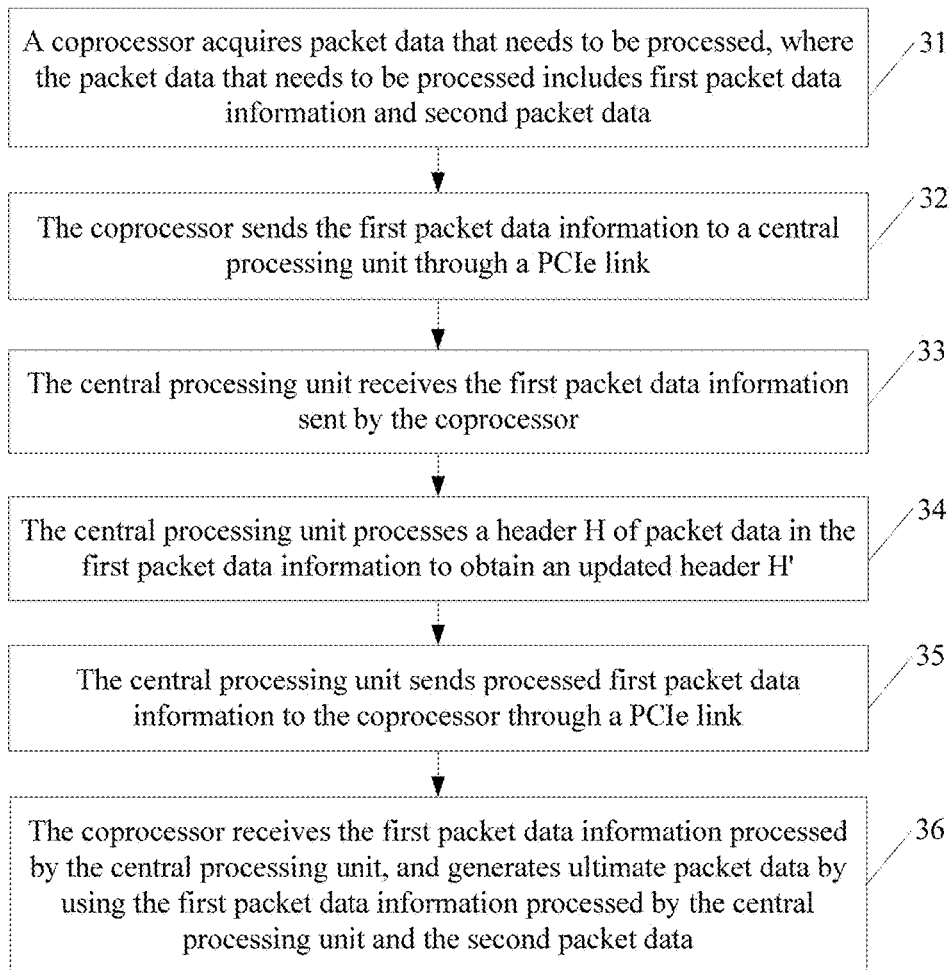 A coprocessor acquires packet data that needs to be processed, where
the packet data that needs to be processed includes first packet data
information and second packet data
31
The coprocessor sends the first packet data information to a central
processing unit through a PCIe link
32
The central processing unit receives the first packet data information
sent by the coprocessor
33
The central processing unit processes a header H of packet data in the
first packet data information to obtain an updated header H'
34
The central processing unit sends processed first packet data
information to the coprocessor through a PCIe link
35
The coprocessor receives the first packet data information processed
by the central processing unit, and generates ultimate packet data by
using the first packet data information processed by the central
processing unit and the second packet data
36